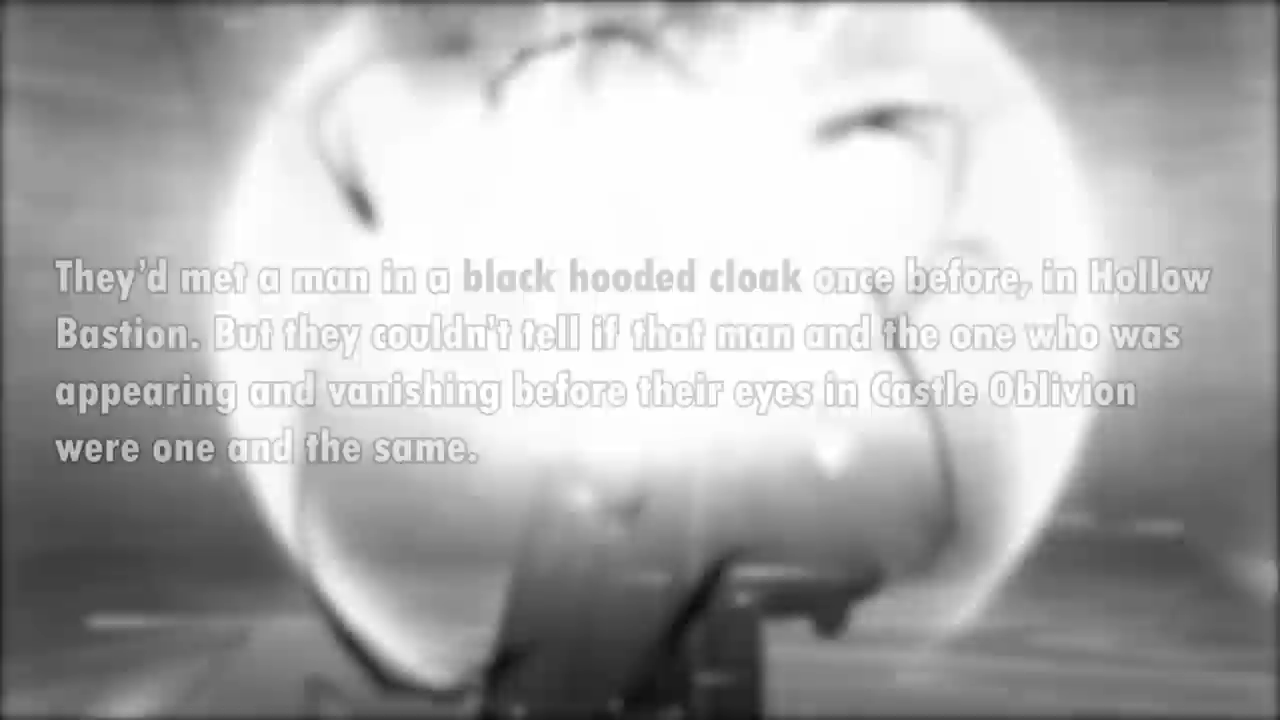 They'd met a man in a black hooded cloak once before, in Hollow
Bastion. But they couldn't tell if that man and the one who was
appearing and vanishing before their eyes in Castle Oblivion
were one and the same.